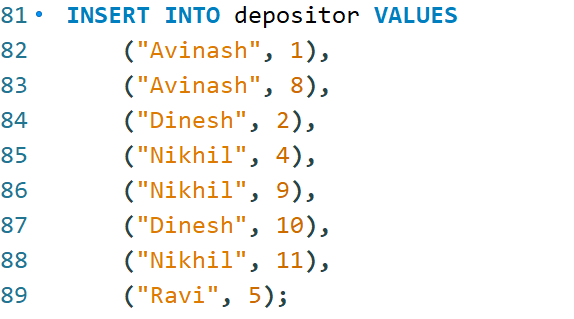 81 • INSERT INTO depositor VALUES
82 ("Avinash", 1),
83 ("Avinash", 8),
84 ("Dinesh", 2),
85 ("Nikhil", 4),
86 ("Nikhil", 9),
87 ("Dinesh", 10),
88 ("Nikhil", 11),
89 ("Ravi", 5);